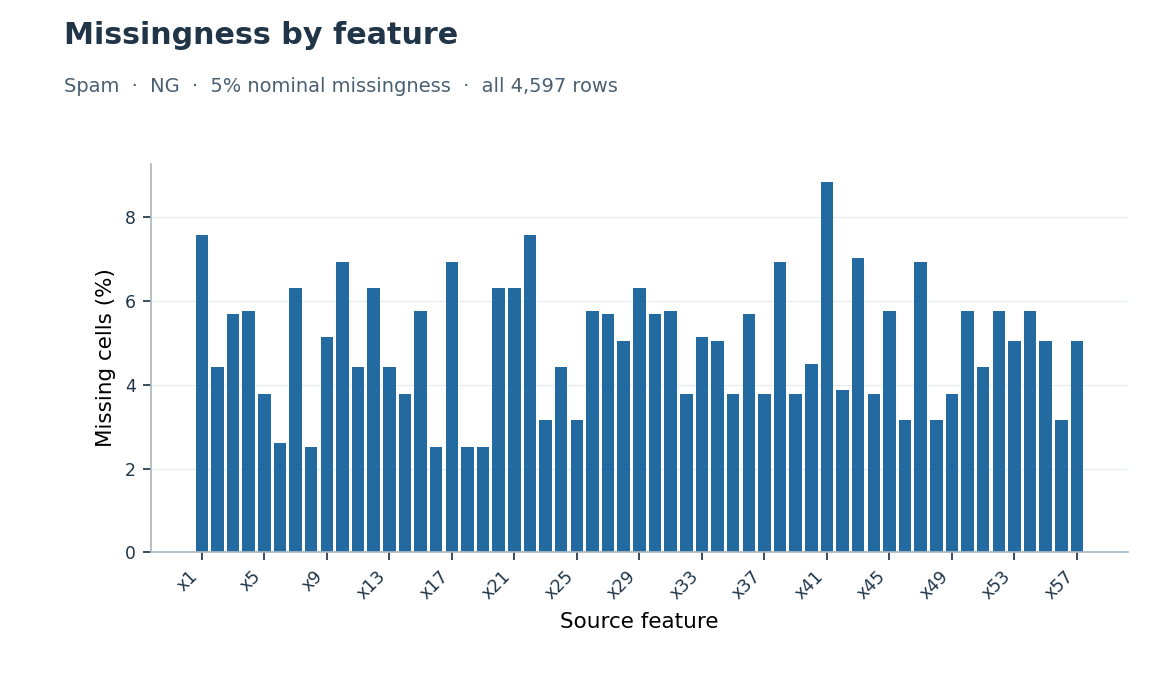 Missingness by feature
Spam · NG · 5% nominal missingness · all 4,597 rows
Missing cells (%)
8
6
4
2
0
x1 x5 x9 x13 x17 x21 x25 x29 x33 x37 x41 x45 x49 x53 x57
Source feature